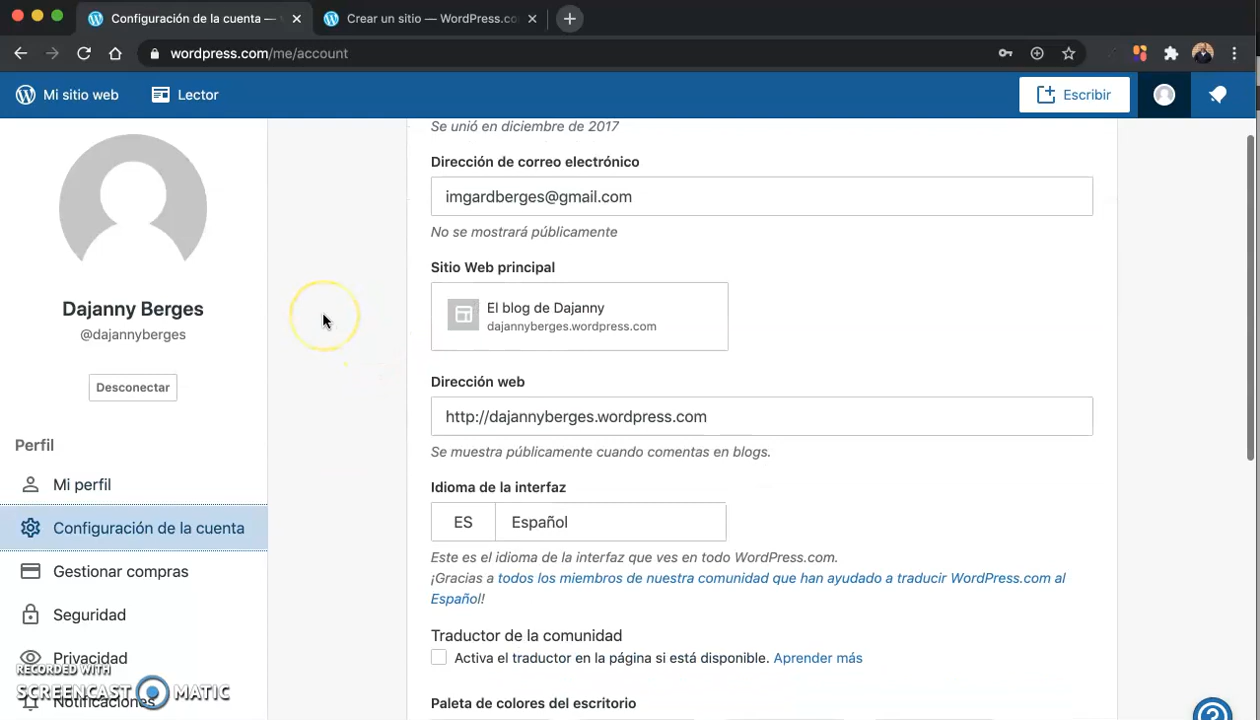 Configuración de la cuenta —
Crear un sitio — WordPress.co
wordpress.com/me/account
Mi sitio web
Lector
Escribir
Dajanny Berges
@dajannyberges
Desconectar
Perfil
Mi perfil
Configuración de la cuenta
Gestionar compras
Seguridad
Privacidad
Notificaciones
RECORDED WITH
SCREENCAST MATIC
Se unió en diciembre de 2017
Dirección de correo electrónico
imgardberges@gmail.com
No se mostrará públicamente
Sitio Web principal
El blog de Dajanny
dajannyberges.wordpress.com
Dirección web
http://dajannyberges.wordpress.com
Se muestra públicamente cuando comentas en blogs.
Idioma de la interfaz
ES Español
Este es el idioma de la interfaz que ves en todo WordPress.com.
¡Gracias a todos los miembros de nuestra comunidad que han ayudado a traducir WordPress.com al
Español!
Traductor de la comunidad
Activa el traductor en la página si está disponible. Aprender más
Paleta de colores del escritorio